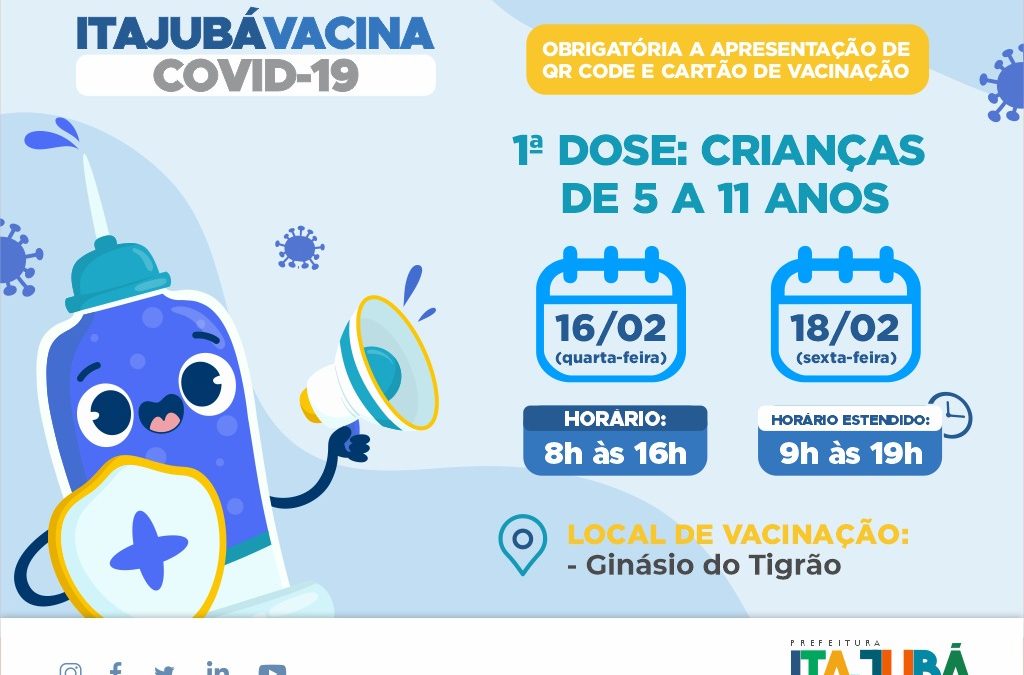 ITAJUBÁVACINA
COVID-19
OBRIGATÓRIA A APRESENTAÇÃO DE
QR CODE E CARTÃO DE VACINAÇÃO
1ª DOSE: CRIANÇAS
DE 5 A 11 ANOS
16/02
(quarta-feira)
18/02
(sexta-feira)
HORÁRIO:
8h às 16h
HORÁRIO ESTENDIDO:
9h às 19h
LOCAL DE VACINAÇÃO:
- Ginásio do Tigrão
PREFEITURA
ITAJUBÁ